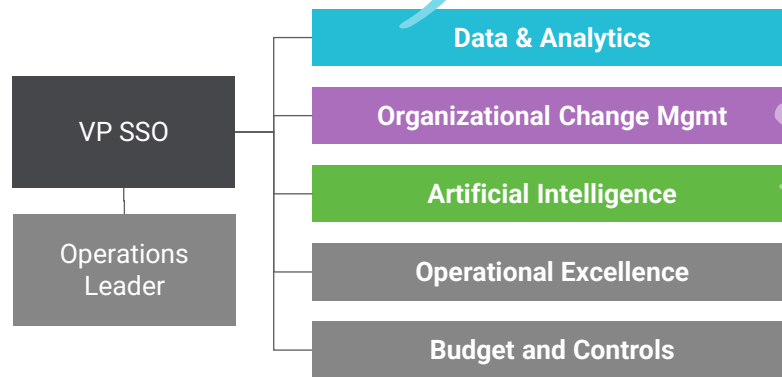 VP SSO
Operations
Leader
Data & Analytics
Organizational Change Mgmt
Artificial Intelligence
Operational Excellence
Budget and Controls